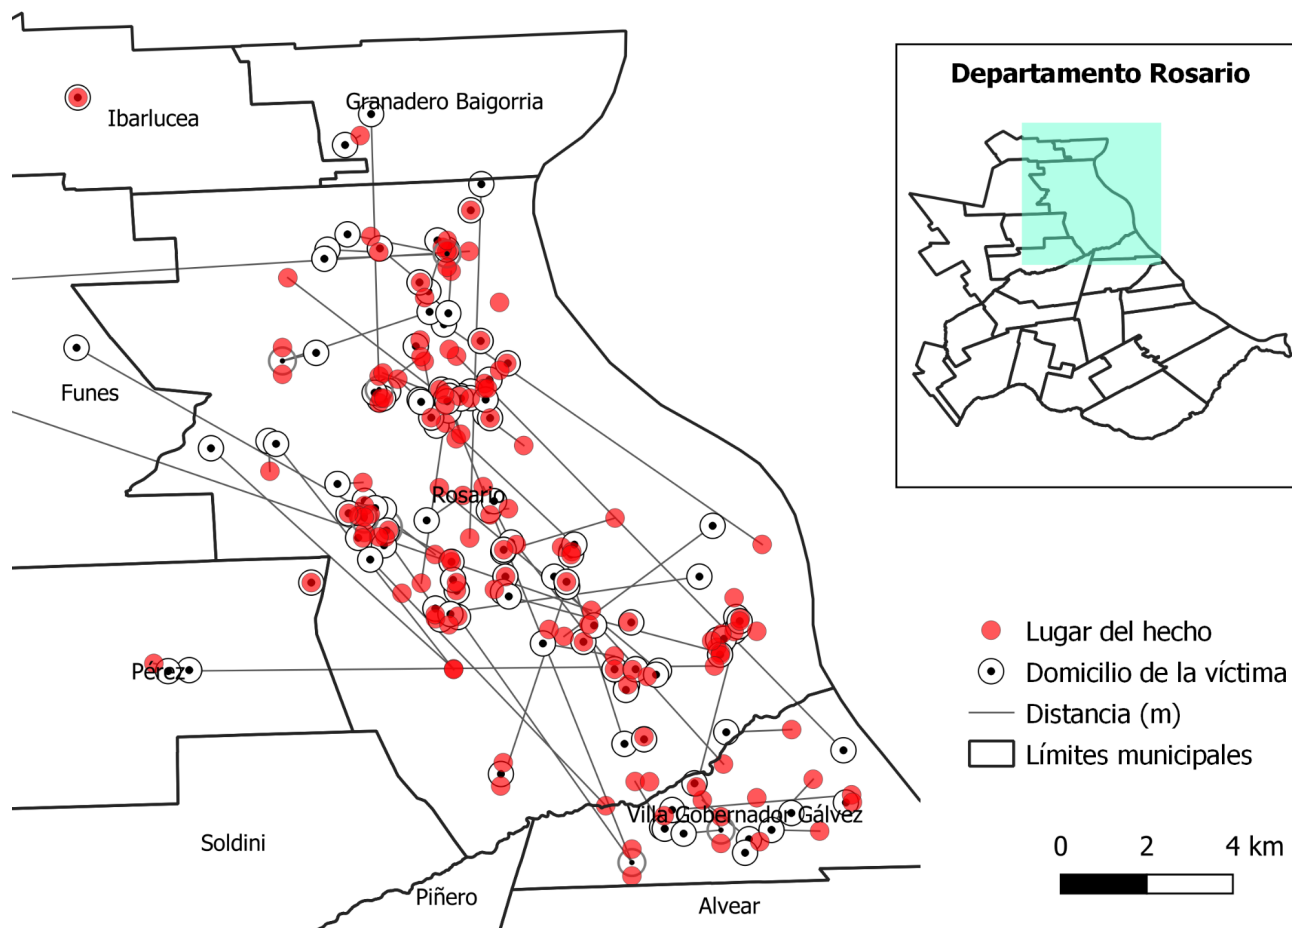 Departamento Rosario
Granadero Baigorria
Ibarlucea
Funes
Rosario
Pérez
Villa Gobernador Gálvez
Soldini
Piñero
Alvear
Lugar del hecho
Domicilio de la víctima
Distancia (m)
Límites municipales
0 2 4 km